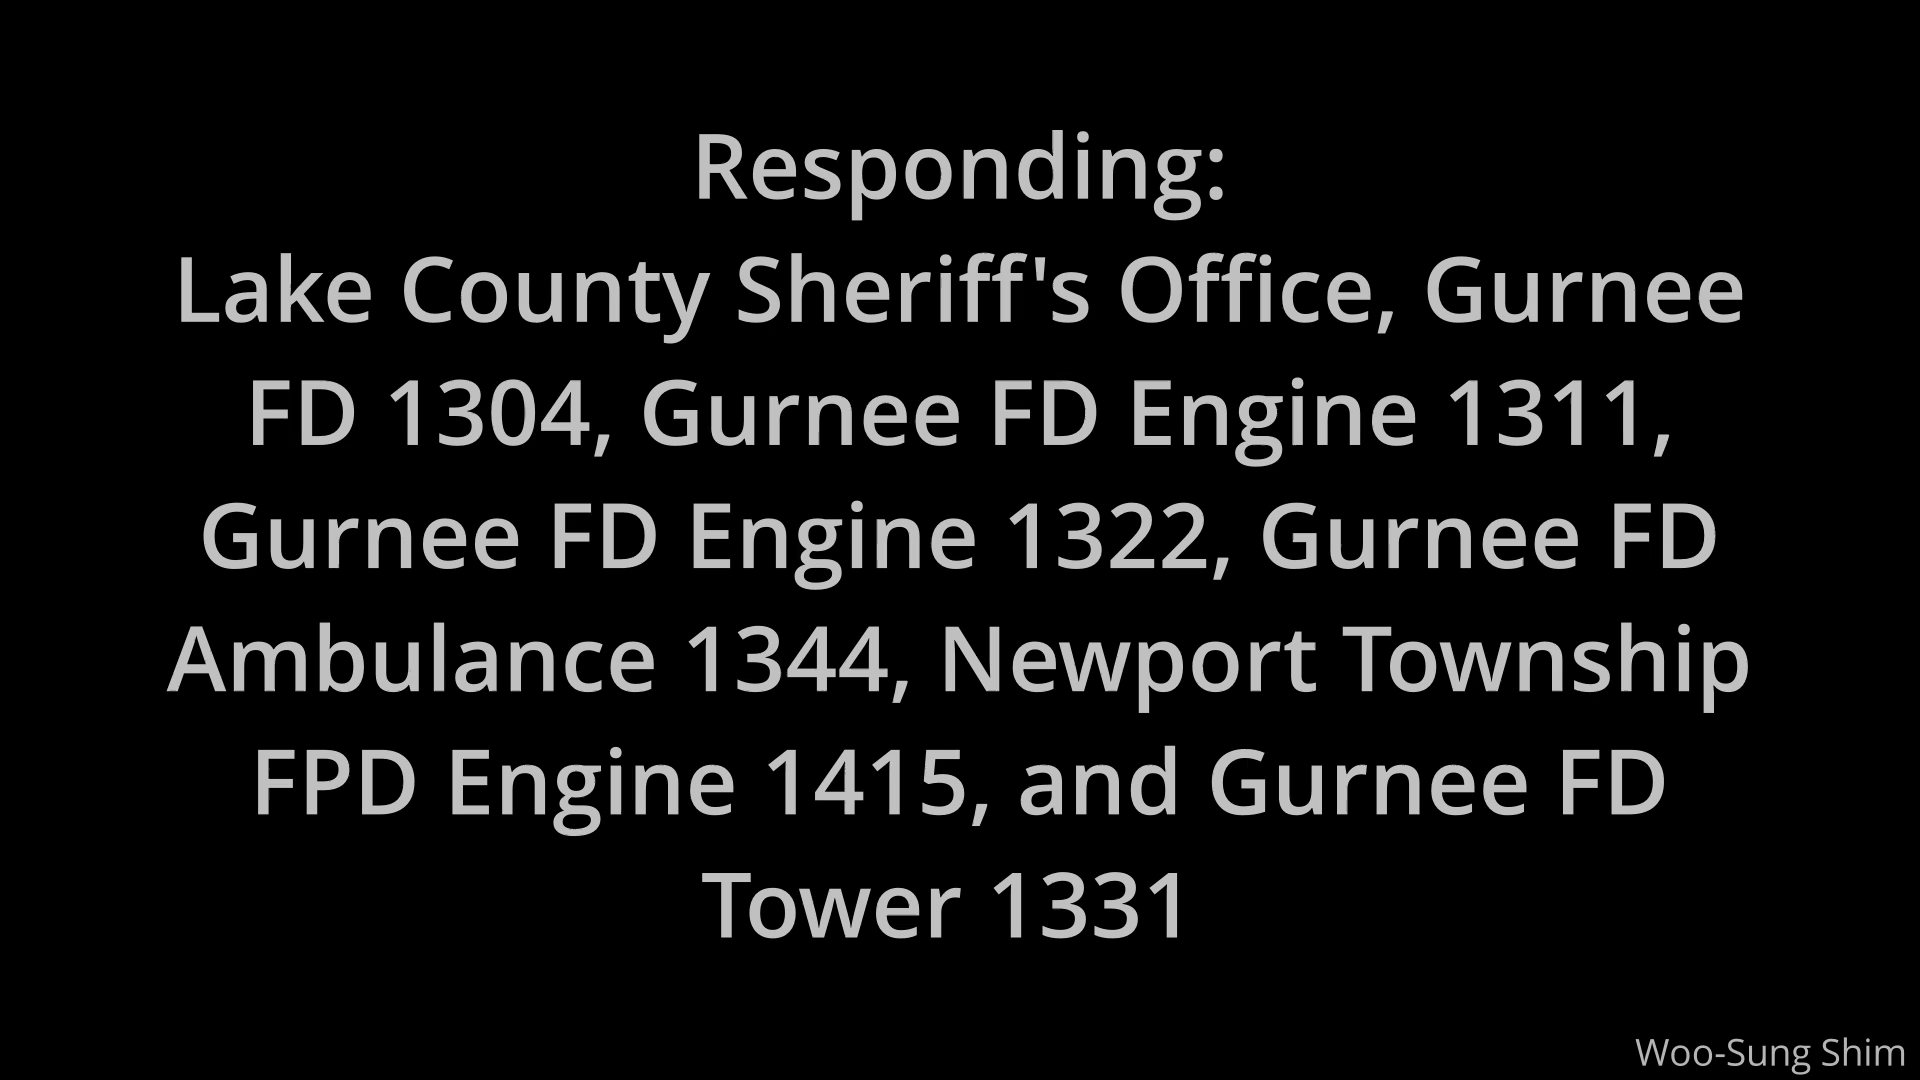 Responding:
Lake County Sheriff's Office, Gurnee
FD 1304, Gurnee FD Engine 1311,
Gurnee FD Engine 1322, Gurnee FD
Ambulance 1344, Newport Township
FPD Engine 1415, and Gurnee FD
Tower 1331
Woo-Sung Shim